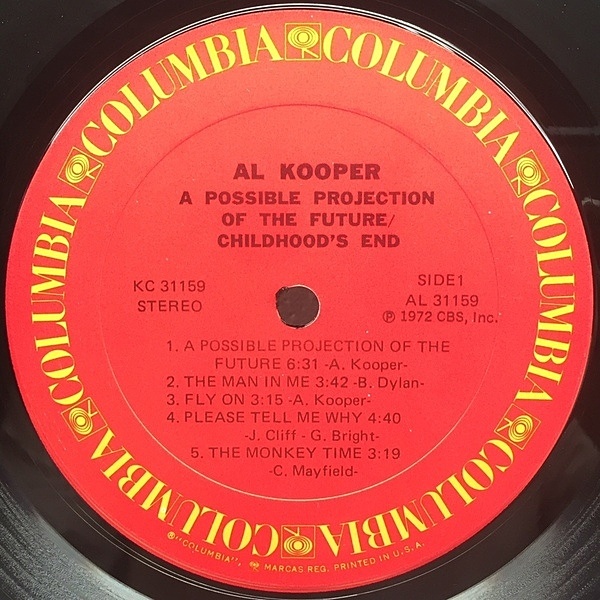 COLUMBIA COLUMBIA COLUMBIA COLUMBIA COLUMBIA COLUMBIA COLUMBIA COLUMBIA
AL KOOPER
A POSSIBLE PROJECTION
OF THE FUTURE/
CHILDHOOD'S END
KC 31159
STEREO
SIDE1
AL 31159
℗ 1972 CBS, Inc.
1. A POSSIBLE PROJECTION OF THE
FUTURE 6:31 -A. Kooper-
2. THE MAN IN ME 3:42 -B. Dylan-
3. FLY ON 3:15 -A. Kooper-
4. PLEASE TELL ME WHY 4:40
-J. Cliff - G. Bright-
5. THE MONKEY TIME 3:19
-C. Mayfield-
®"COLUMBIA", MARCAS REG. PRINTED IN U.S.A.